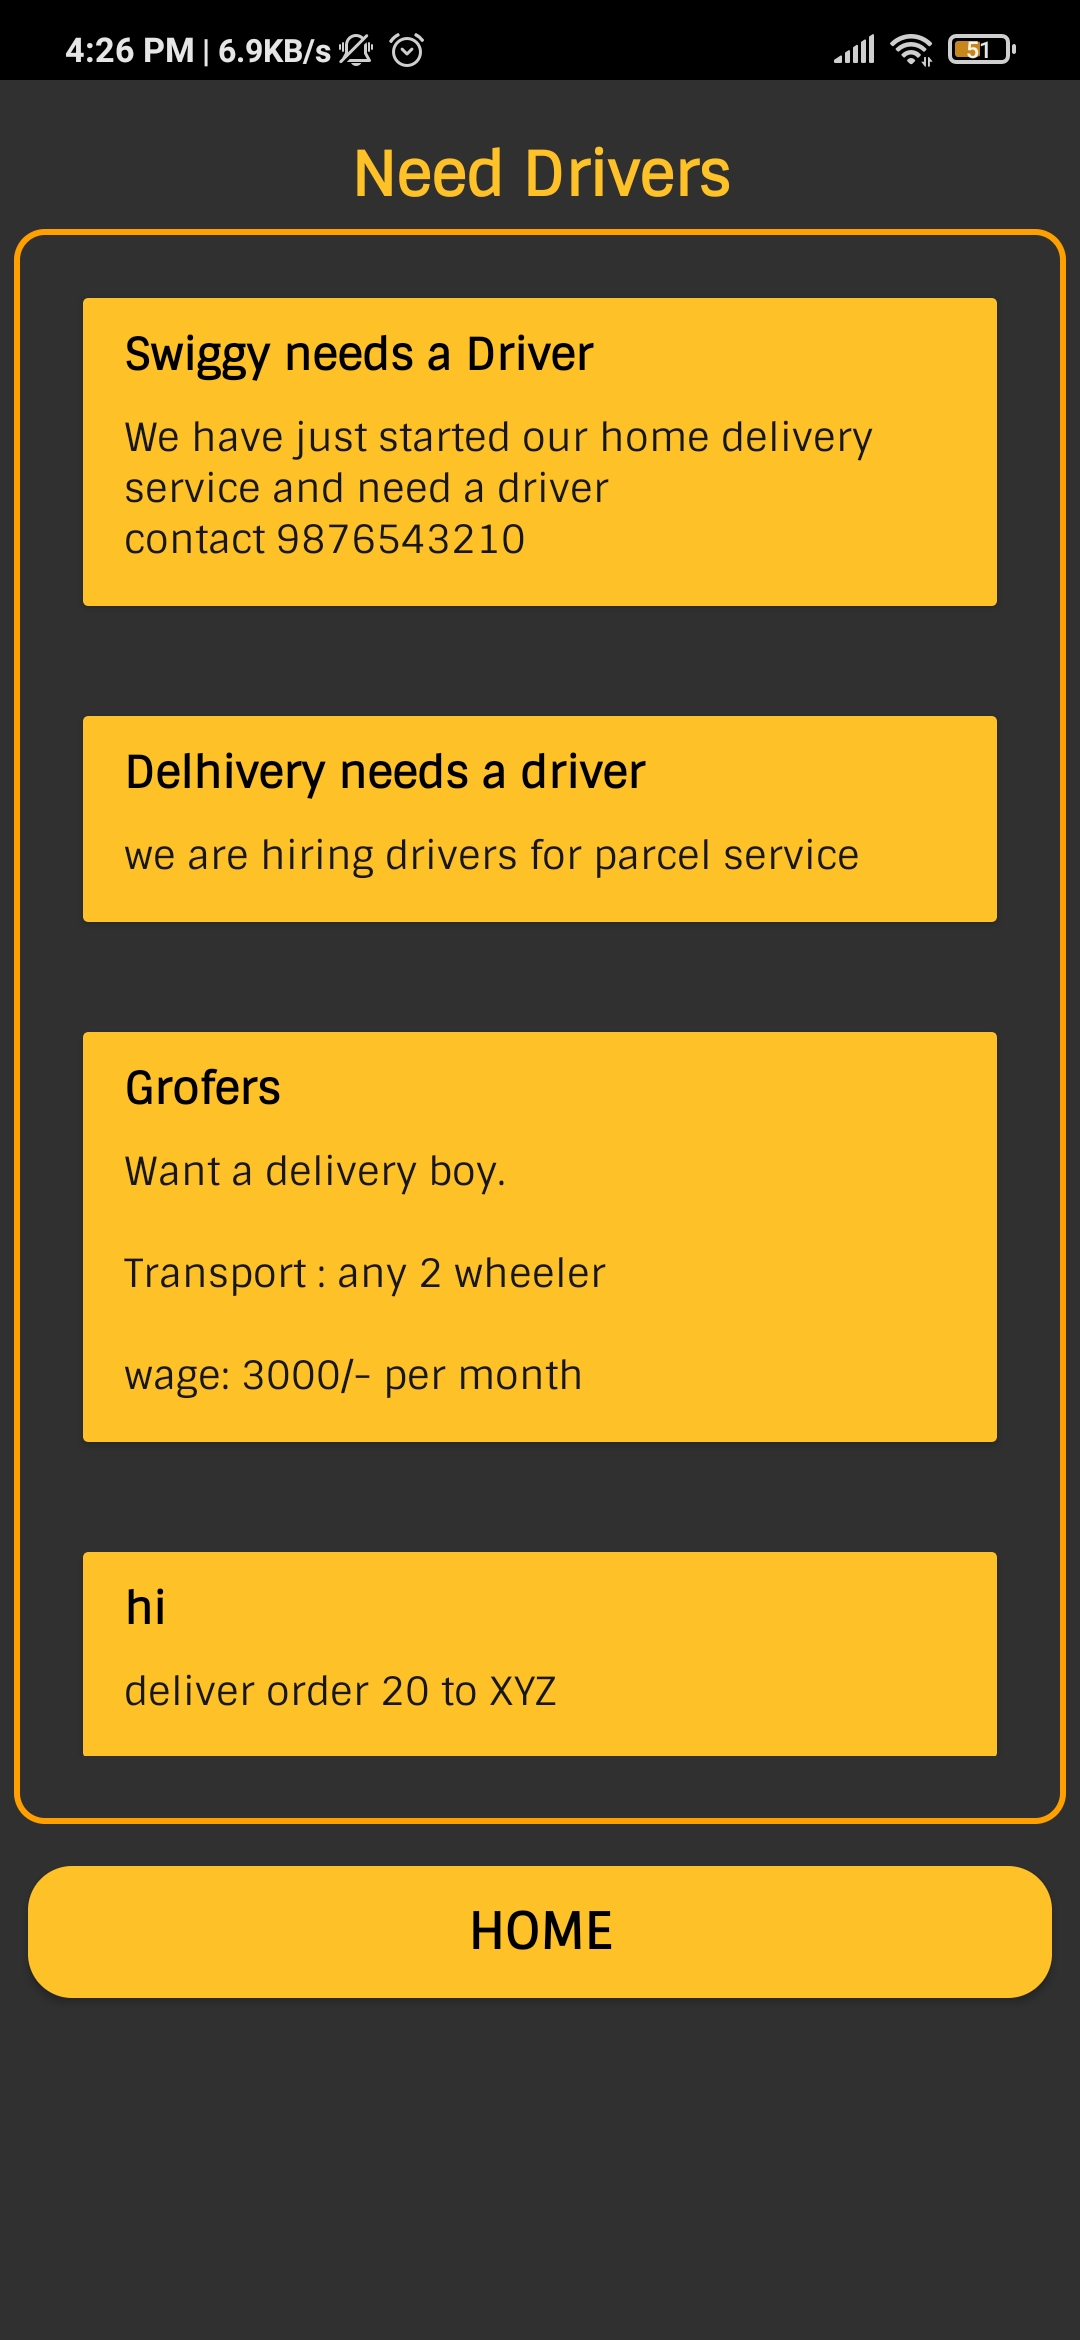 4:26 PM | 6.9KB/s
51
Need Drivers
Swiggy needs a Driver
We have just started our home delivery
service and need a driver
contact 9876543210
Delhivery needs a driver
we are hiring drivers for parcel service
Grofers
Want a delivery boy.
Transport : any 2 wheeler
wage: 3000/- per month
hi
deliver order 20 to XYZ
HOME